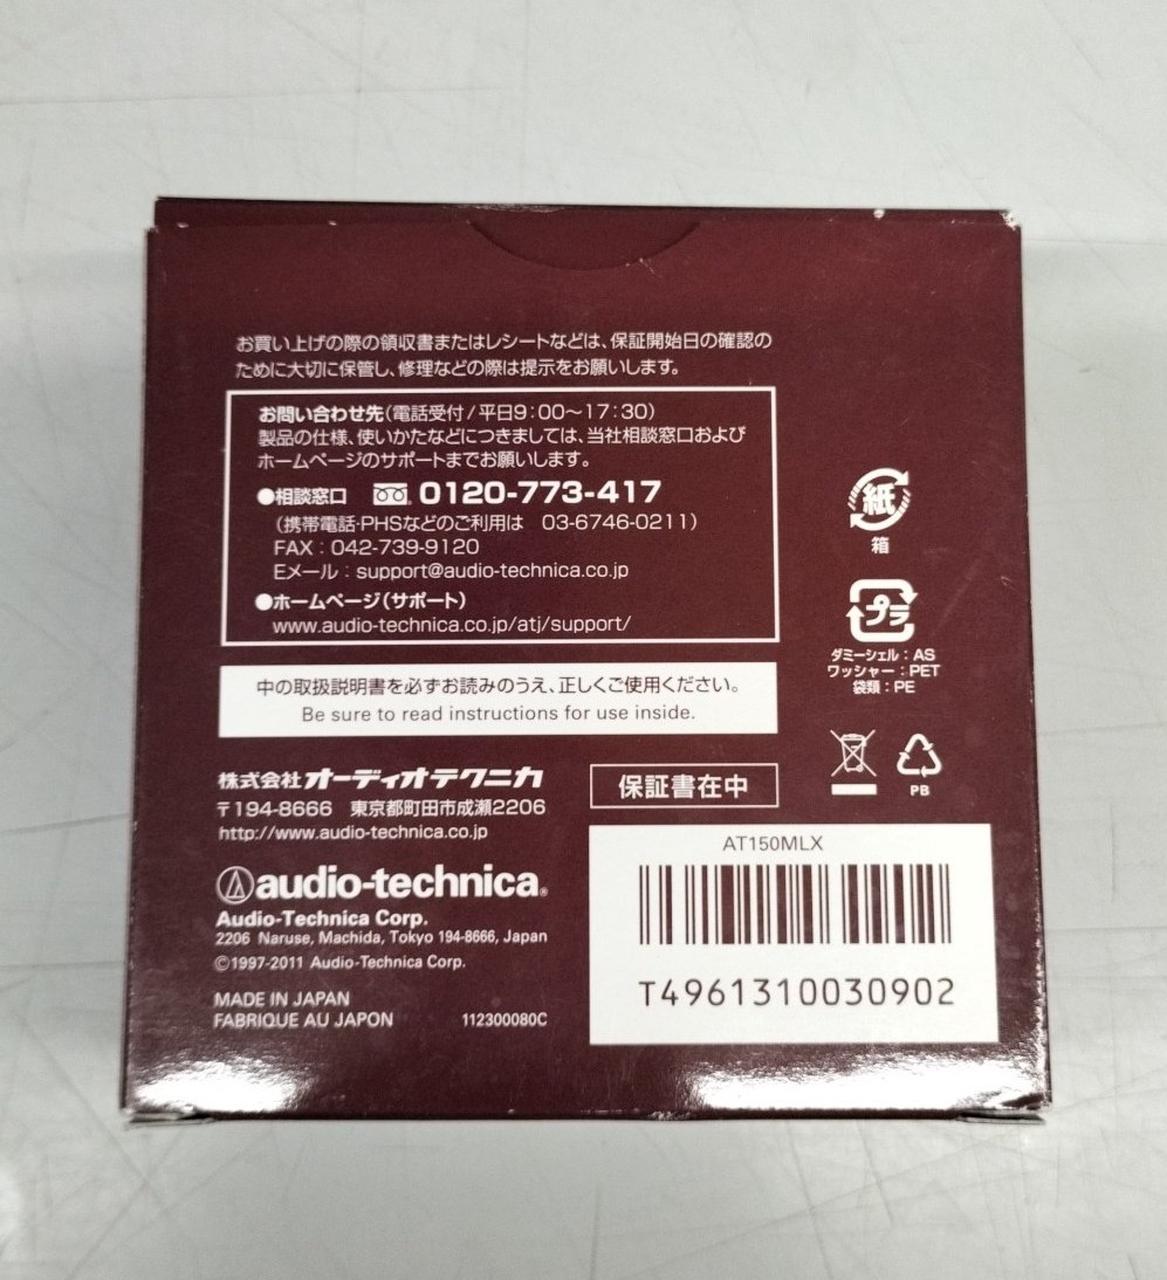 お買い上げの際の領収書またはレシートなどは、保証開始日の確認の
ために大切に保管し、修理などの際は提示をお願いします。
お問い合わせ先(電話受付/平日9:00〜17:30)
製品の仕様、使いかたなどにつきましては、当社相談窓口および
ホームページのサポートまでお願いします。
●相談窓口 0120-773-417
(携帯電話・PHSなどのご利用は 03-6746-0211)
FAX:042-739-9120
Eメール:support@audio-technica.co.jp
●ホームページ(サポート)
www.audio-technica.co.jp/atj/support/
中の取扱説明書を必ずお読みのうえ、正しくご使用ください。
Be sure to read instructions for use inside.
紙
箱
プラ
ダミーシェル:AS
ワッシャー:PET
袋類:PE
PB
株式会社オーディオテクニカ
〒194-8666 東京都町田市成瀬2206
http://www.audio-technica.co.jp
保証書在中
audio-technica®
Audio-Technica Corp.
2206 Naruse, Machida, Tokyo 194-8666, Japan
©1997-2011 Audio-Technica Corp.
MADE IN JAPAN
FABRIQUE AU JAPON 112300080C
AT150MLX
T4961310030902